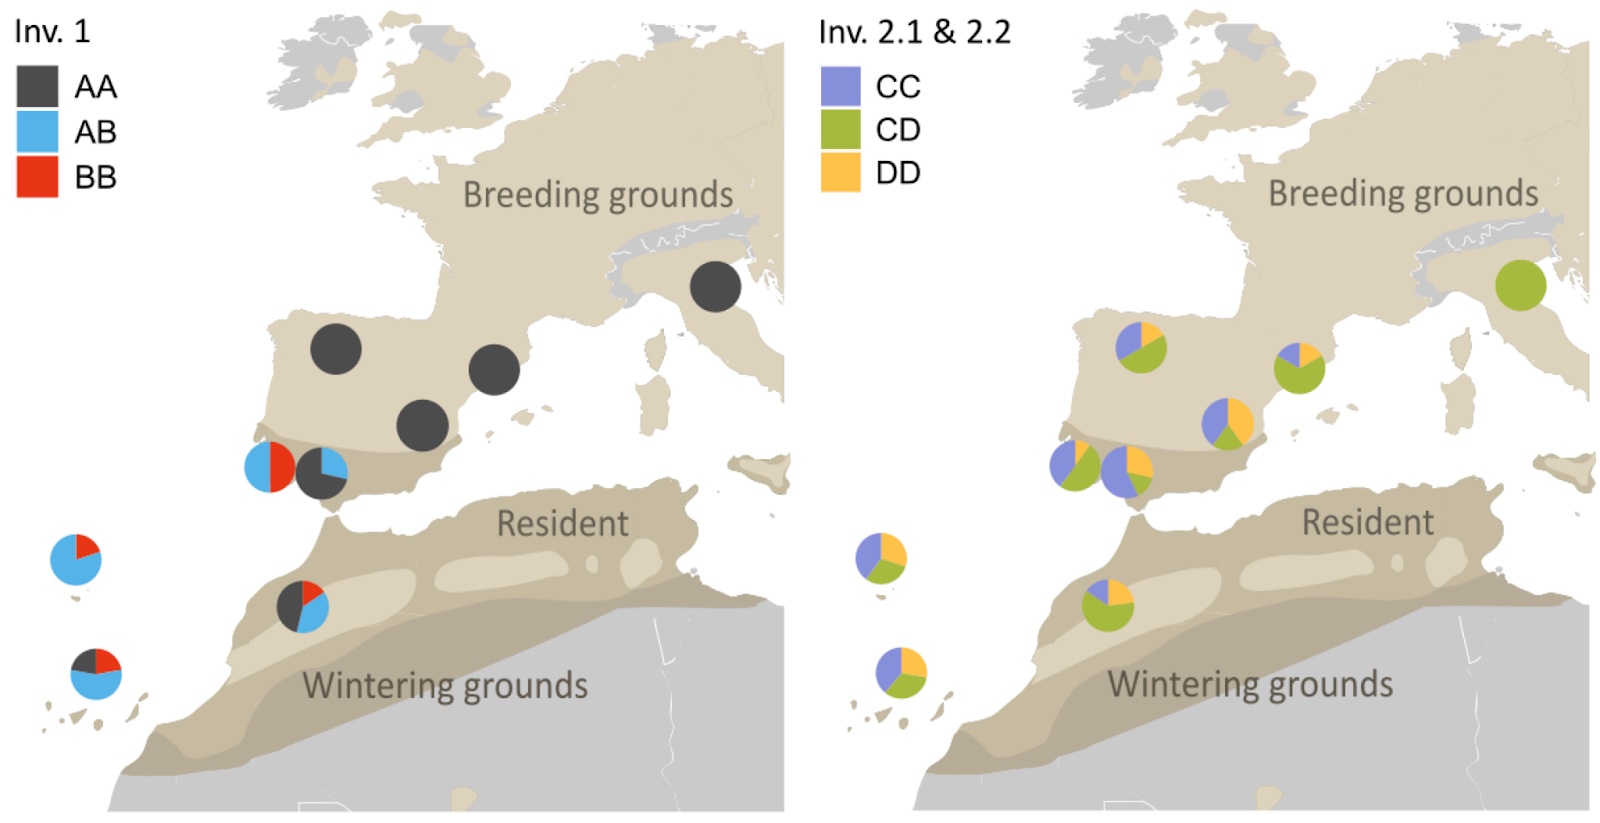 Inv. 1
AA
AB
BB
Breeding grounds
Resident
Wintering grounds
Inv. 2.1 & 2.2
CC
CD
DD
Breeding grounds
Resident
Wintering grounds